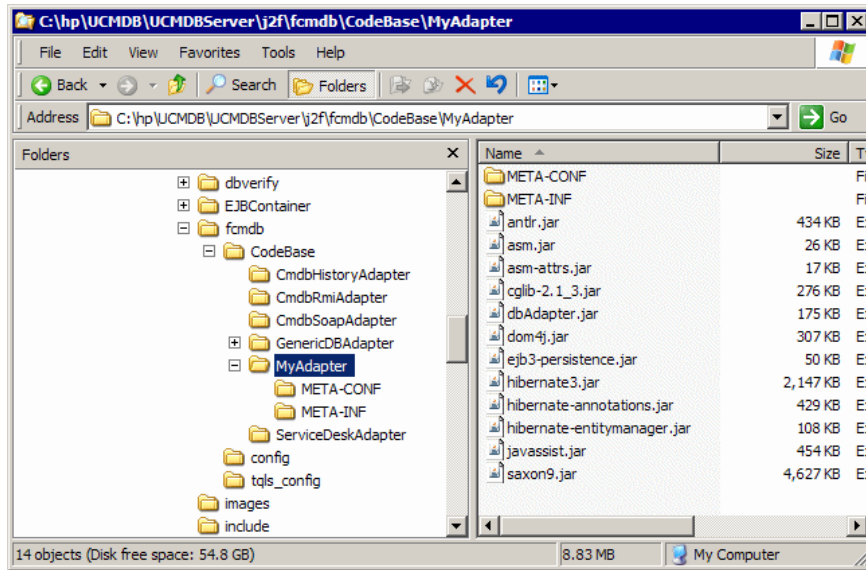 C:\hp\UCMDB\UCMDBServer\j2f\fcmdb\CodeBase\MyAdapter
File Edit View Favorites Tools Help
Back Search Folders
Address C:\hp\UCMDB\UCMDBServer\j2f\fcmdb\CodeBase\MyAdapter Go
Folders
dbverify
EJBContainer
fcmdb
CodeBase
CmdbHistoryAdapter
CmdbRmiAdapter
CmdbSoapAdapter
GenericDBAdapter
MyAdapter
META-CONF
META-INF
ServiceDeskAdapter
config
tqls_config
images
include
Name Size T
META-CONF Fi
META-INF Fi
antlr.jar 434 KB E
asm.jar 26 KB E
asm-attrs.jar 17 KB E
cglib-2.1_3.jar 276 KB E
dbAdapter.jar 175 KB E
dom4j.jar 307 KB E
ejb3-persistence.jar 50 KB E
hibernate3.jar 2,147 KB E
hibernate-annotations.jar 429 KB E
hibernate-entitymanager.jar 108 KB E
javassist.jar 454 KB E
saxon9.jar 4,627 KB E
14 objects (Disk free space: 54.8 GB) 8.83 MB My Computer